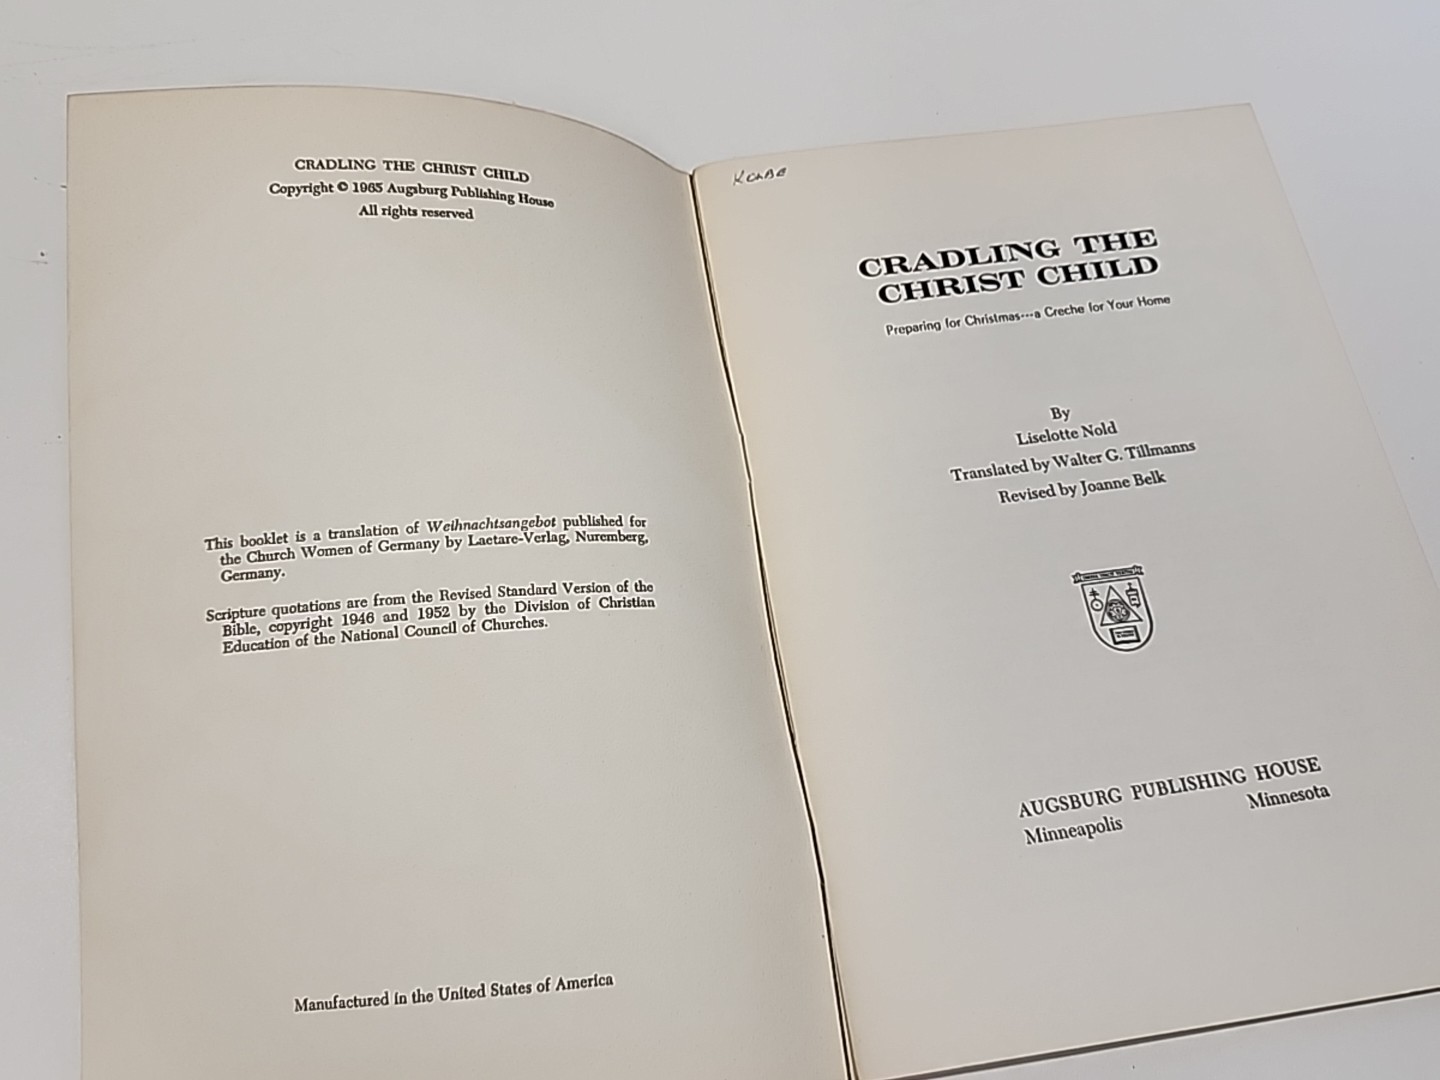 CRADLING THE CHRIST CHILD
Copyright © 1965 Augsburg Publishing House
All rights reserved
This booklet is a translation of Weihnachtsangebot published for
the Church Women of Germany by Laetare-Verlag, Nuremberg,
Germany.
Scripture quotations are from the Revised Standard Version of the
Bible, copyright 1946 and 1952 by the Division of Christian
Education of the National Council of Churches.
Manufactured in the United States of America
CRADLING THE
CHRIST CHILD
Preparing for Christmas---a Creche for Your Home
By
Liselotte Nold
Translated by Walter G. Tillmanns
Revised by Joanne Belk
AUGSBURG PUBLISHING HOUSE
Minneapolis Minnesota